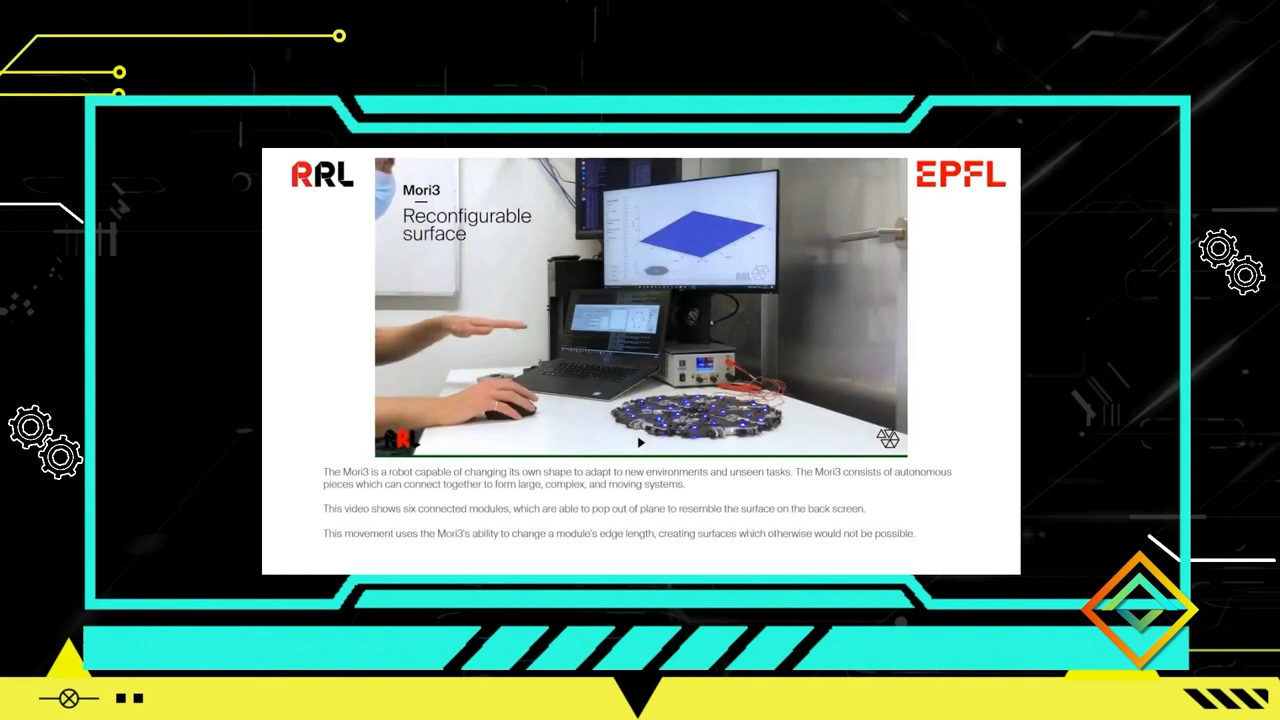 RRL
EPFL
Mori3
Reconfigurable
surface
RRL
RRL
The Mori3 is a robot capable of changing its own shape to adapt to new environments and unseen tasks. The Mori3 consists of autonomous
pieces which can connect together to form large, complex, and moving systems.
This video shows six connected modules, which are able to pop out of plane to resemble the surface on the back screen.
This movement uses the Mori3's ability to change a module's edge length, creating surfaces which otherwise would not be possible.